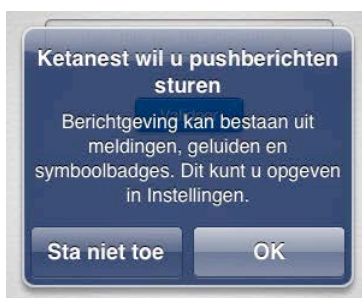 Ketanest wil u pushberichten
sturen
Berichtgeving kan bestaan uit
meldingen, geluiden en
symboolbadges. Dit kunt u opgeven
in Instellingen.
Sta niet toe
OK